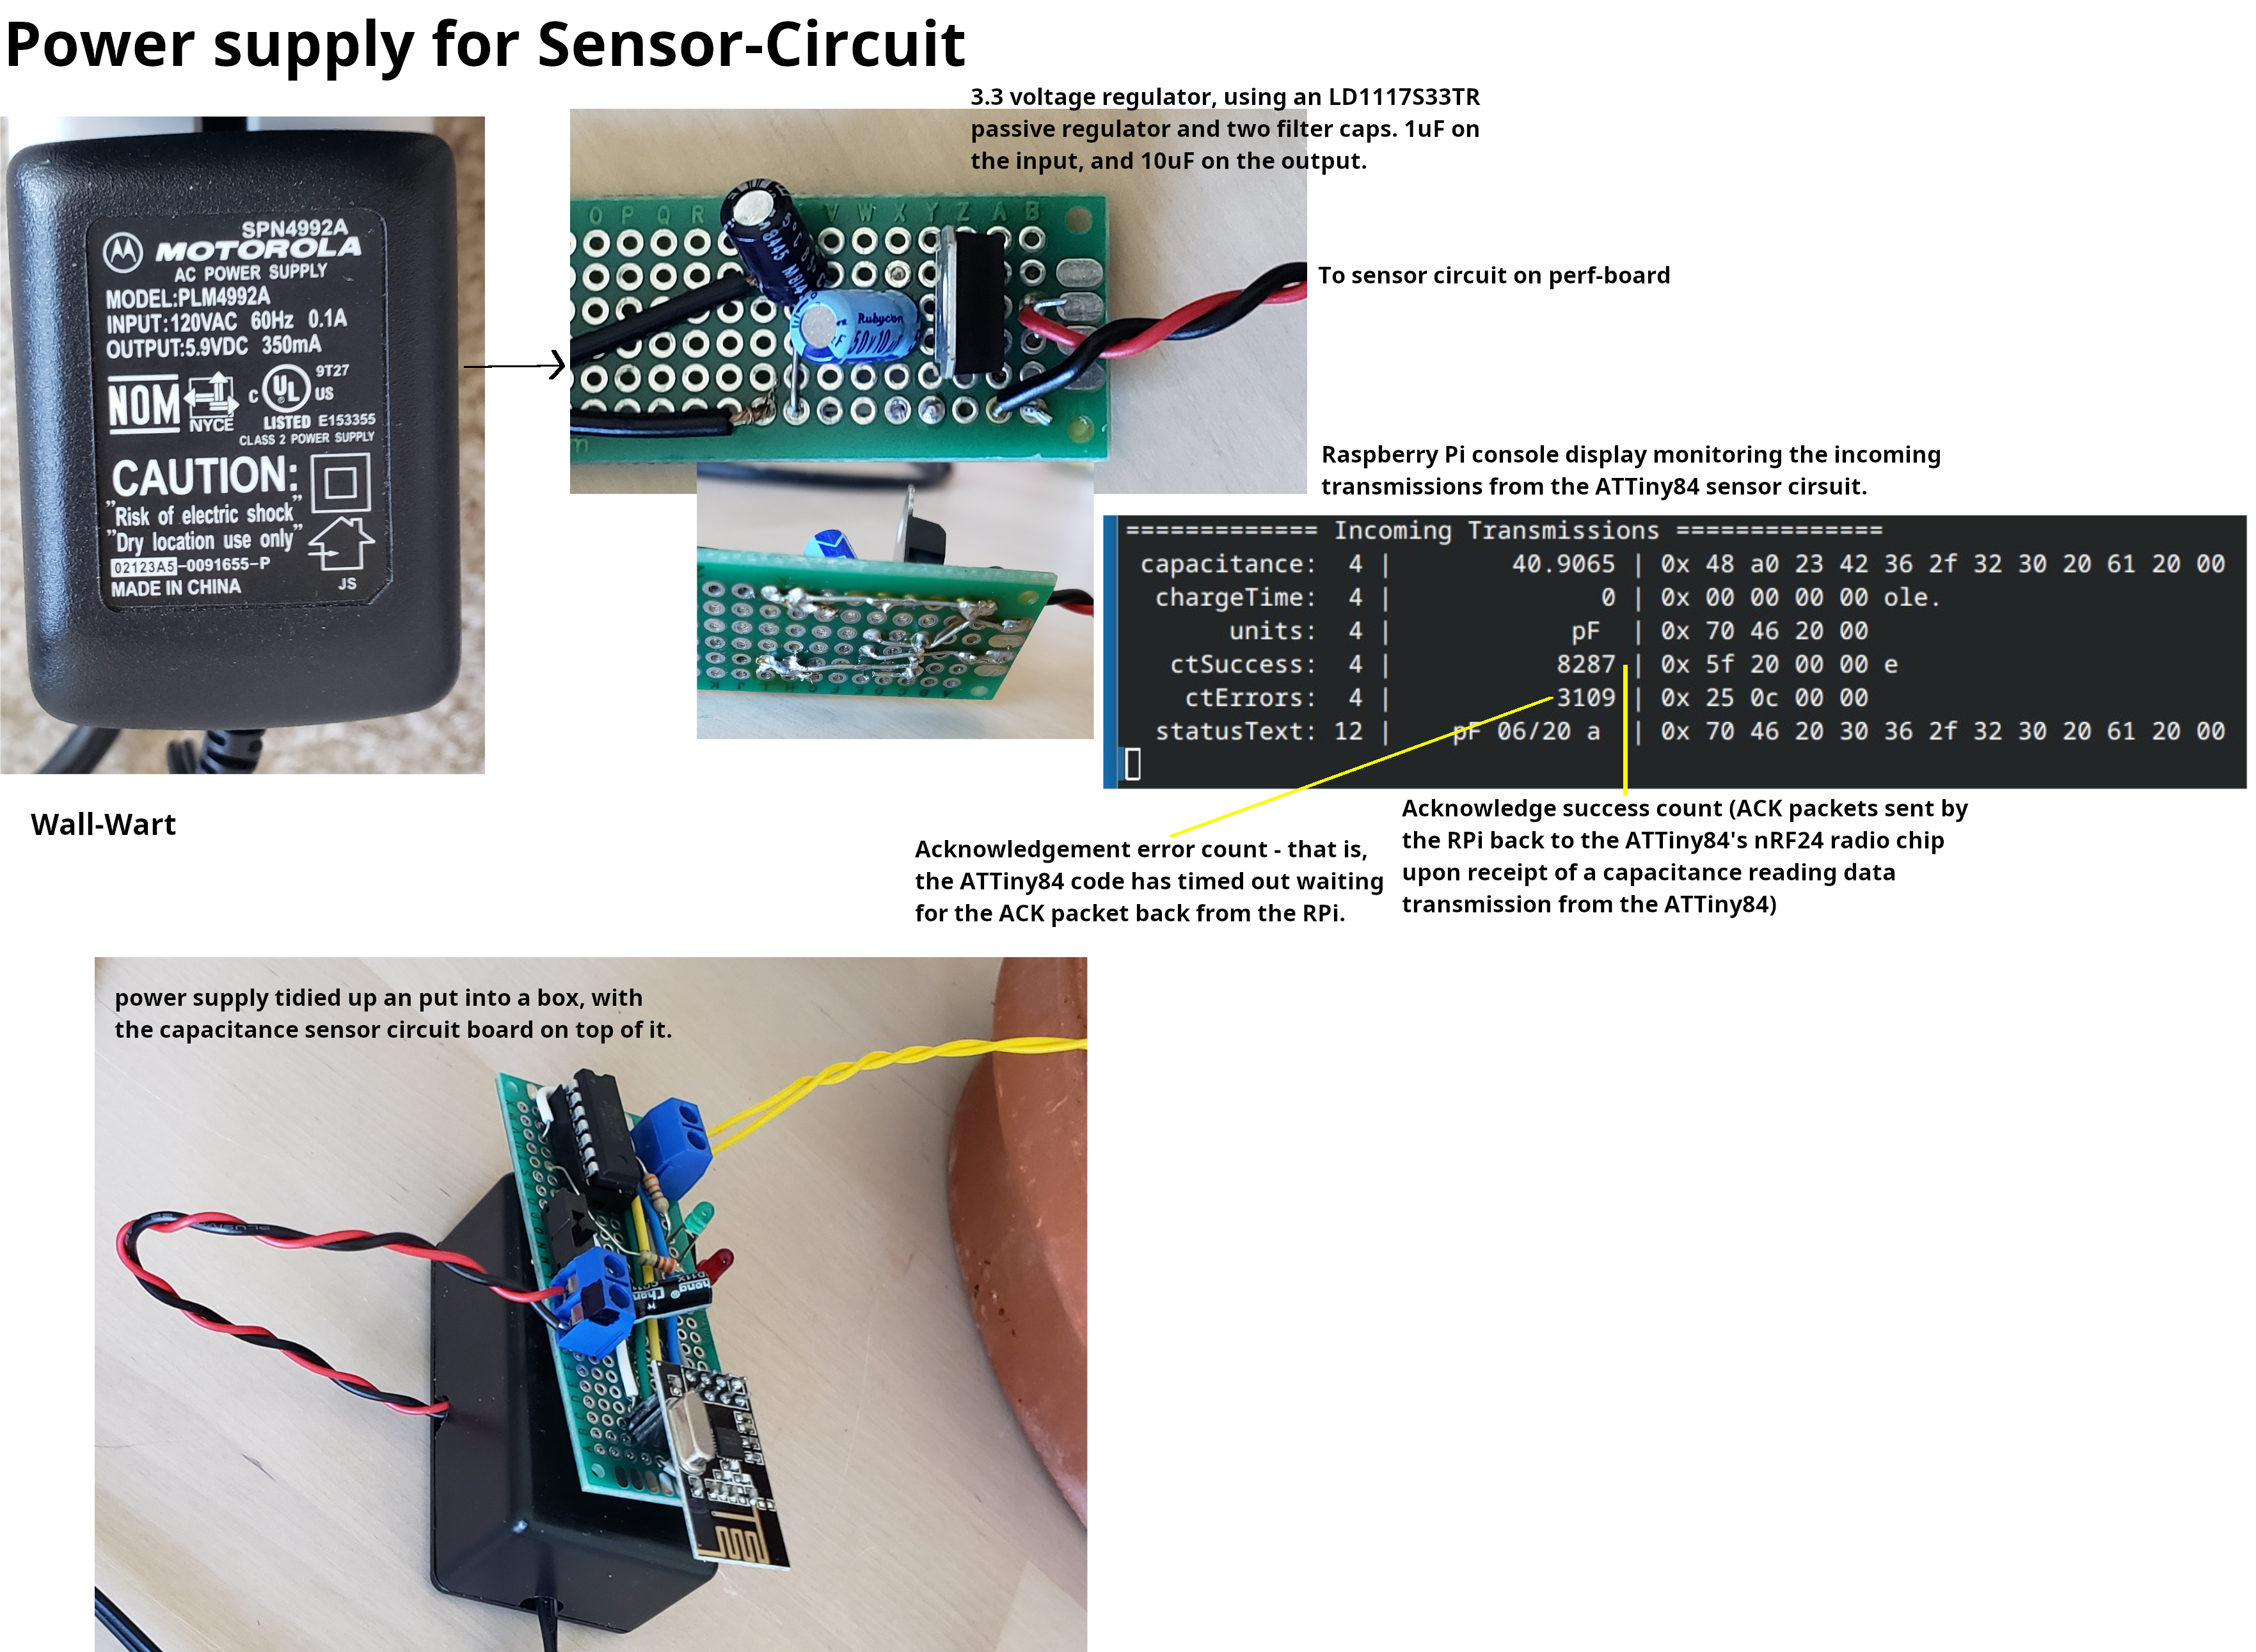 Power supply for Sensor-Circuit
3.3 voltage regulator, using an LD1117S33TR
passive regulator and two filter caps. 1uF on
the input, and 10uF on the output.
SPN4992A
MOTOROLA
AC POWER SUPPLY
MODEL:PLM4992A
INPUT:120VAC 60Hz 0.1A
OUTPUT:5.9VDC 350mA
NOM
NYCE
C UL US
9T27
LISTED E153355
CLASS 2 POWER SUPPLY
CAUTION:
"Risk of electric shock"
"Dry location use only"
02123A5-0091655-P
MADE IN CHINA
JS
Wall-Wart
O P Q R V W X Y Z A B
Rubycon
50V10
To sensor circuit on perf-board
Raspberry Pi console display monitoring the incoming
transmissions from the ATTiny84 sensor cirsuit.
============= Incoming Transmissions ==============
capacitance: 4 | 40.9065 | 0x 48 a0 23 42 36 2f 32 30 20 61 20 00
chargeTime: 4 | 0 | 0x 00 00 00 00 ole.
units: 4 | pF | 0x 70 46 20 00
ctSuccess: 4 | 8287 | 0x 5f 20 00 00 e
ctErrors: 4 | 3109 | 0x 25 0c 00 00
statusText: 12 | pF 06/20 a | 0x 70 46 20 30 36 2f 32 30 20 61 20 00
Acknowledgement error count - that is,
the ATTiny84 code has timed out waiting
for the ACK packet back from the RPi.
Acknowledge success count (ACK packets sent by
the RPi back to the ATTiny84's nRF24 radio chip
upon receipt of a capacitance reading data
transmission from the ATTiny84)
power supply tidied up an put into a box, with
the capacitance sensor circuit board on top of it.